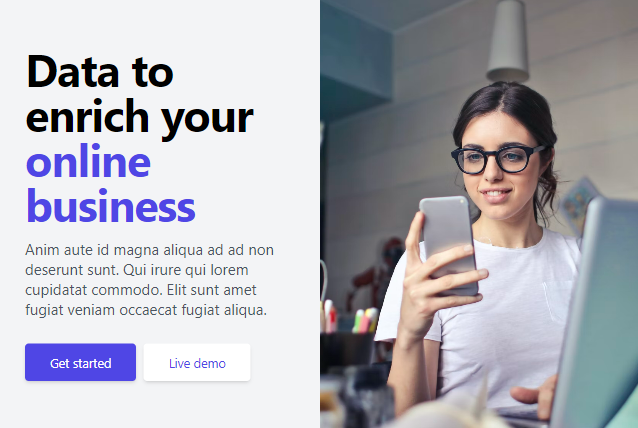 Data to
enrich your
online
business
Anim aute id magna aliqua ad ad non
deserunt sunt. Qui irure qui lorem
cupidatat commodo. Elit sunt amet
fugiat veniam occaecat fugiat aliqua.
Get started
Live demo